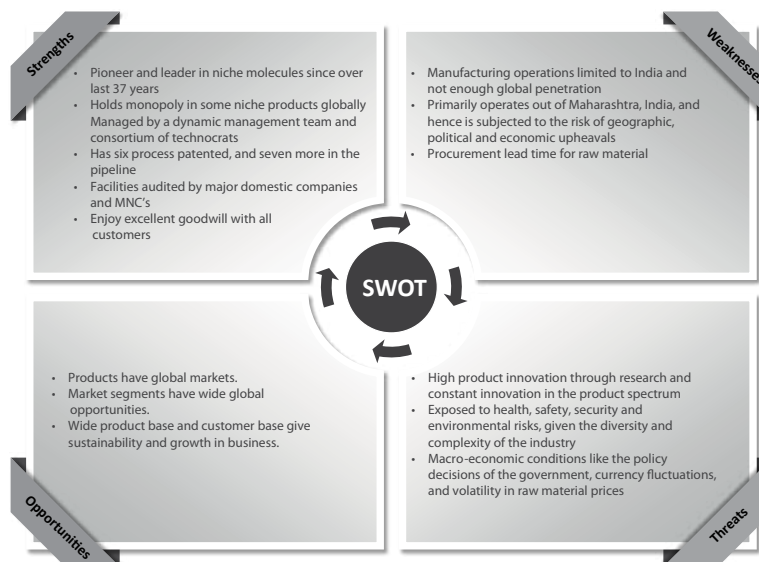 Strengths
• Pioneer and leader in niche molecules since over
last 37 years
• Holds monopoly in some niche products globally
Managed by a dynamic management team and
consortium of technocrats
• Has six process patented, and seven more in the
pipeline
• Facilities audited by major domestic companies
and MNC's
• Enjoy excellent goodwill with all
customers
Weaknesses
• Manufacturing operations limited to India and
not enough global penetration
• Primarily operates out of Maharashtra, India, and
hence is subjected to the risk of geographic,
political and economic upheavals
• Procurement lead time for raw material
SWOT
• Products have global markets.
• Market segments have wide global
opportunities.
• Wide product base and customer base give
sustainability and growth in business.
Opportunities
• High product innovation through research and
constant innovation in the product spectrum
• Exposed to health, safety, security and
environmental risks, given the diversity and
complexity of the industry
• Macro-economic conditions like the policy
decisions of the government, currency fluctuations,
and volatility in raw material prices
Threats